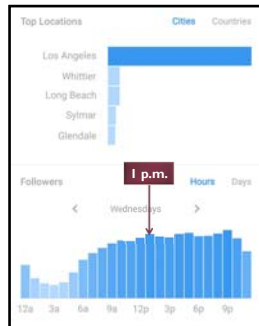 Top Locations Cities Countries
Los Angeles
Whittier
Long Beach
Sylmar
Glendale
1 p.m.
Followers Hours Days
< Wednesdays >
12a 3a 6a 9a 12p 3p 6p 9p